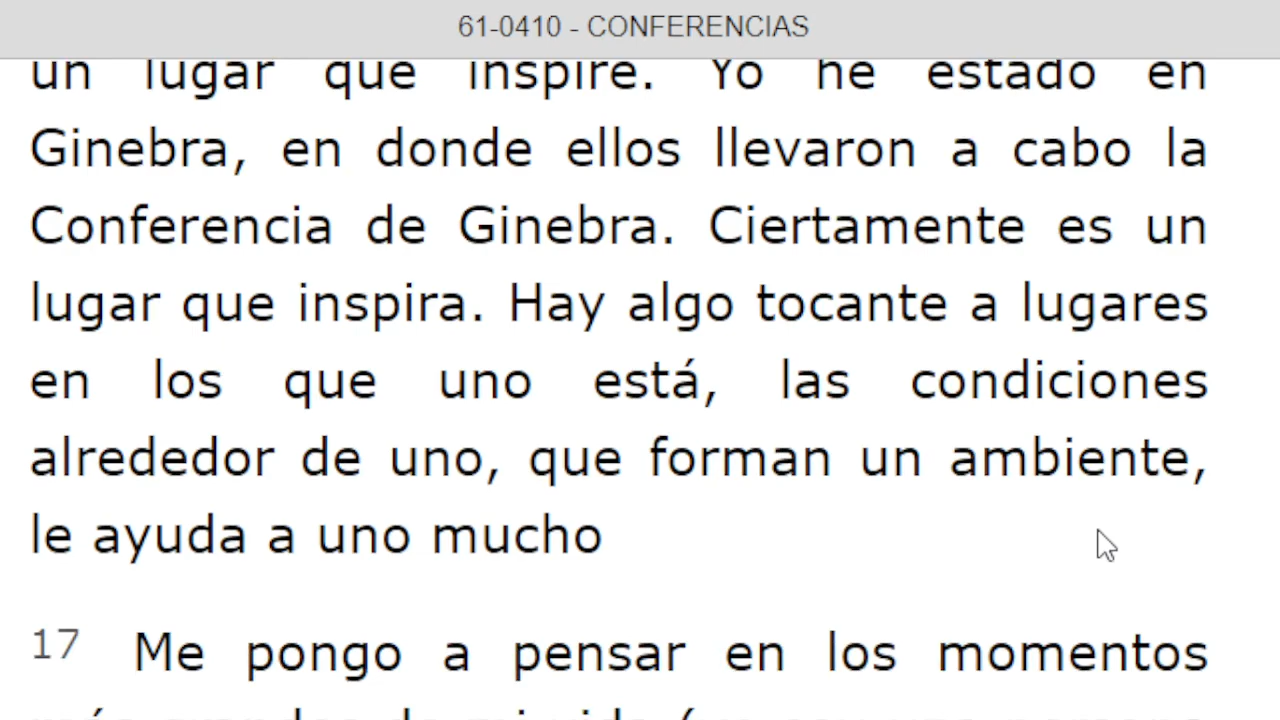 61-0410 - CONFERENCIAS
un lugar que inspire. Yo he estado en
Ginebra, en donde ellos llevaron a cabo la
Conferencia de Ginebra. Ciertamente es un
lugar que inspira. Hay algo tocante a lugares
en los que uno está, las condiciones
alrededor de uno, que forman un ambiente,
le ayuda a uno mucho
17 Me pongo a pensar en los momentos